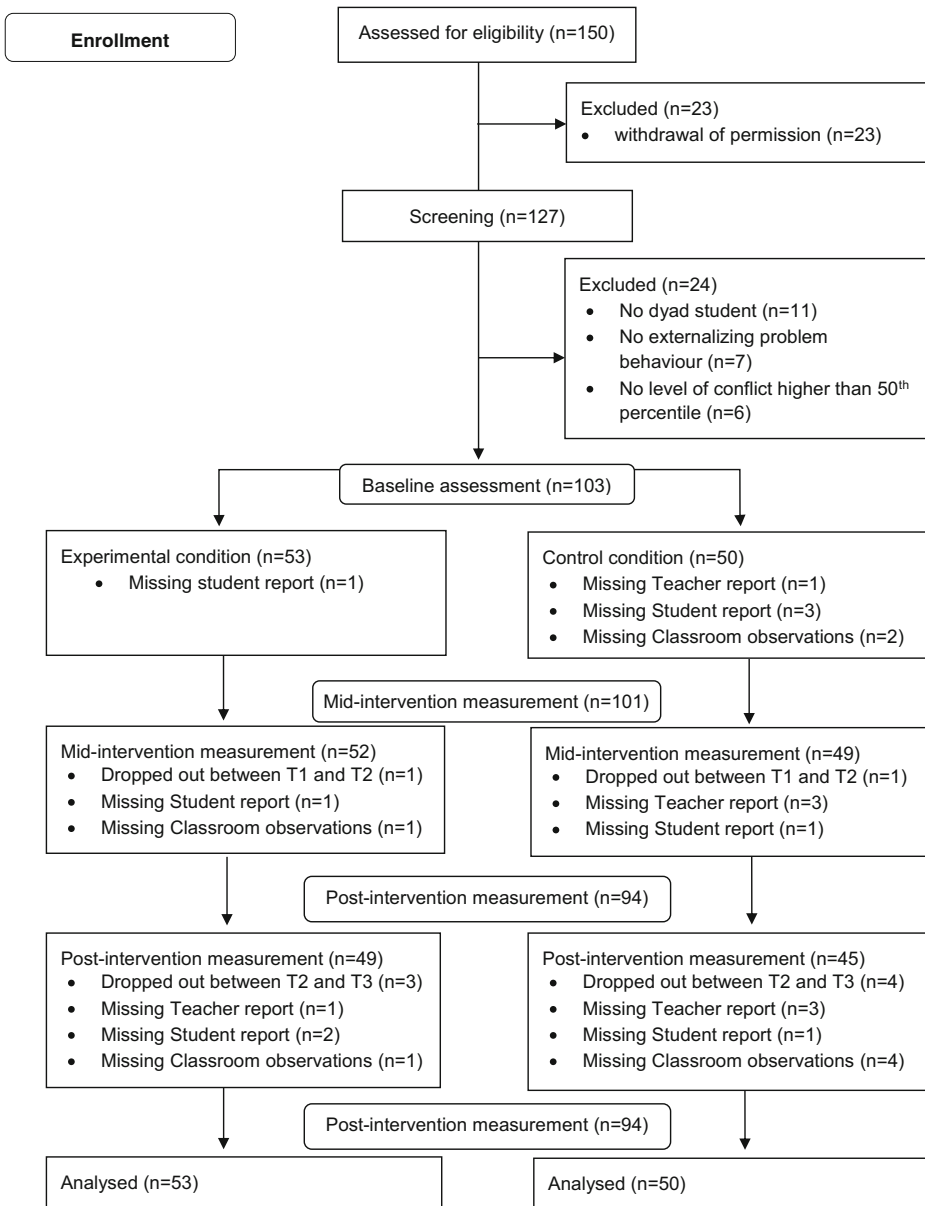 Enrollment
Assessed for eligibility (n=150)
Excluded (n=23)
• withdrawal of permission (n=23)
Screening (n=127)
Excluded (n=24)
• No dyad student (n=11)
• No externalizing problem
behaviour (n=7)
• No level of conflict higher than 50th
percentile (n=6)
Baseline assessment (n=103)
Experimental condition (n=53)
• Missing student report (n=1)
Control condition (n=50)
• Missing Teacher report (n=1)
• Missing Student report (n=3)
• Missing Classroom observations (n=2)
Mid-intervention measurement (n=101)
Mid-intervention measurement (n=52)
• Dropped out between T1 and T2 (n=1)
• Missing Student report (n=1)
• Missing Classroom observations (n=1)
Mid-intervention measurement (n=49)
• Dropped out between T1 and T2 (n=1)
• Missing Teacher report (n=3)
• Missing Student report (n=1)
Post-intervention measurement (n=94)
Post-intervention measurement (n=49)
• Dropped out between T2 and T3 (n=3)
• Missing Teacher report (n=1)
• Missing Student report (n=2)
• Missing Classroom observations (n=1)
Post-intervention measurement (n=45)
• Dropped out between T2 and T3 (n=4)
• Missing Teacher report (n=3)
• Missing Student report (n=1)
• Missing Classroom observations (n=4)
Post-intervention measurement (n=94)
Analysed (n=53)
Analysed (n=50)